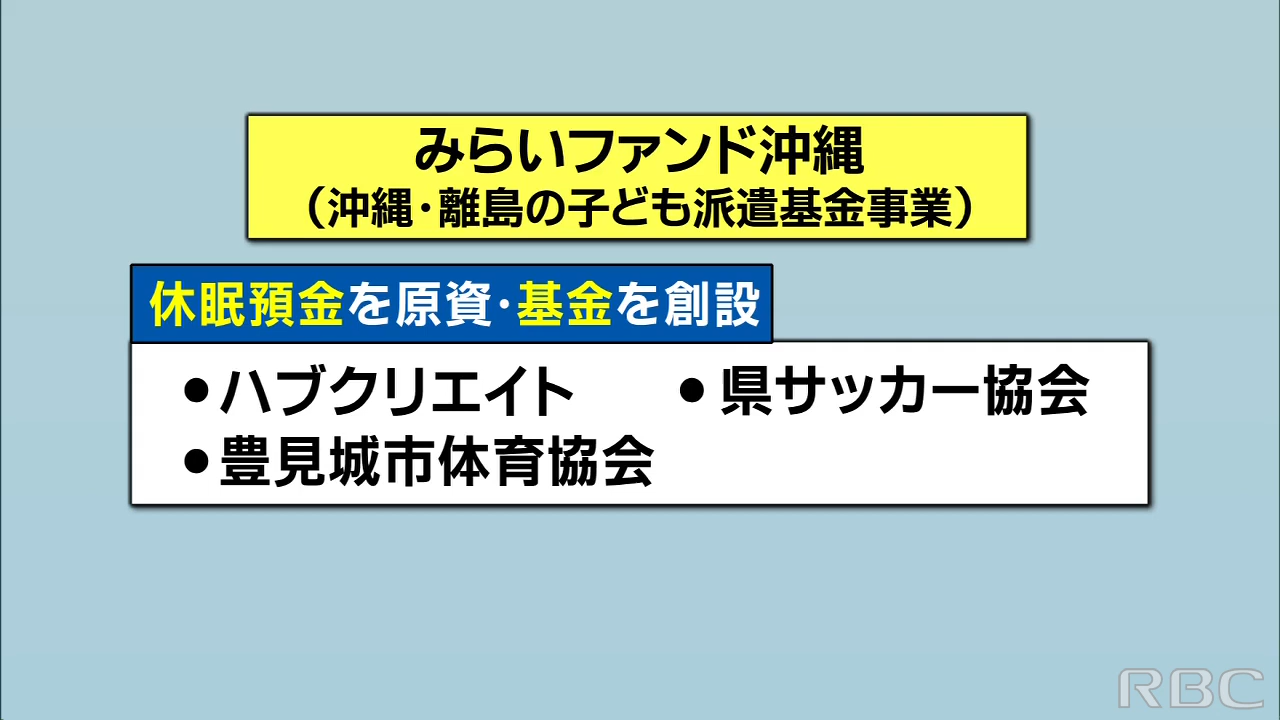 みらいファンド沖縄
（沖縄・離島の子ども派遣基金事業）
休眠預金を原資・基金を創設
●ハブクリエイト ●県サッカー協会
●豊見城市体育協会
RBC